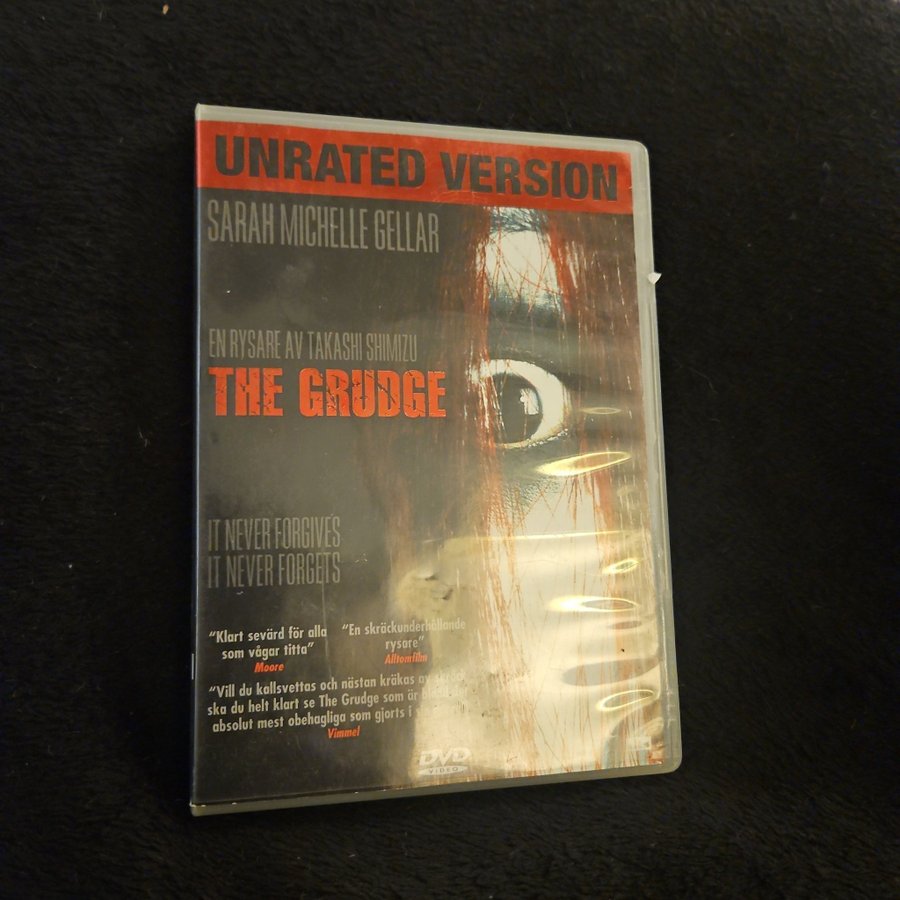 UNRATED VERSION
SARAH MICHELLE GELLAR
EN RYSARE AV TAKASHI SHIMIZU
THE GRUDGE
IT NEVER FORGIVES
IT NEVER FORGETS
"Klart sevärd för alla
som vågar titta"
Moore
"En skräckunderhållande
rysare"
Alltomfilm
"Vill du kallsvettas och nästan kräkas av
ska du helt klart se The Grudge som är
absolut mest obehagliga som gjorts i
Vimmel
DVD
VIDEO